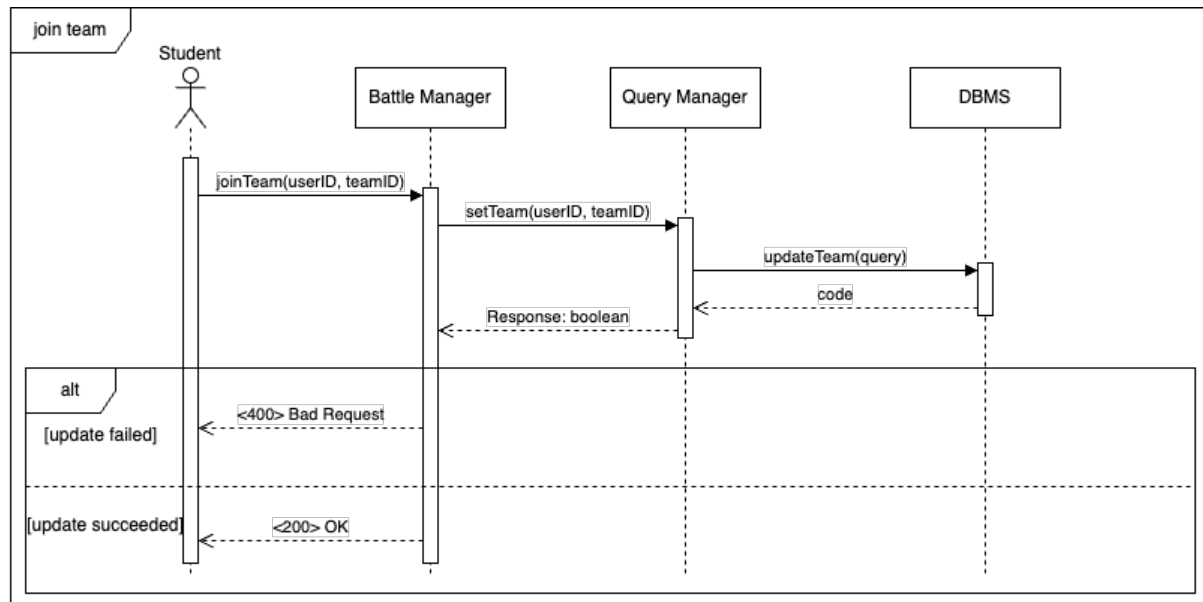 join team
Student
Battle Manager
Query Manager
DBMS
joinTeam(userID, teamID)
setTeam(userID, teamID)
updateTeam(query)
code
Response: boolean
alt
<400> Bad Request
[update failed]
[update succeeded]
<200> OK